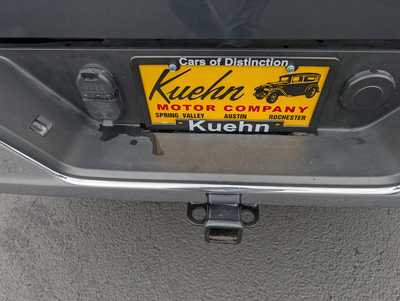 Cars of Distinction
Kuehn
MOTOR COMPANY
SPRING VALLEY AUSTIN ROCHESTER
Kuehn